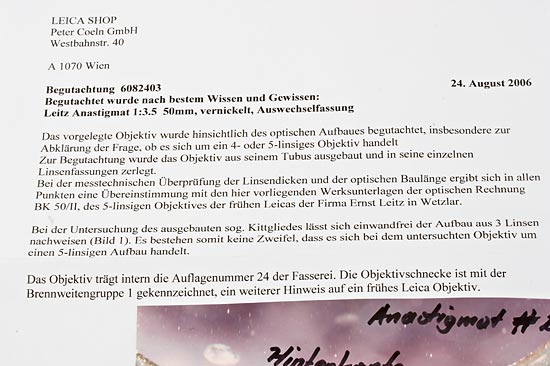 LEICA SHOP
Peter Coeln GmbH
Westbahnstr. 40
A 1070 Wien
Begutachtung 6082403 24. August 2006
Begutachtet wurde nach bestem Wissen und Gewissen:
Leitz Anastigmat 1:3.5 50mm, vernickelt, Auswechselfassung
Das vorgelegte Objektiv wurde hinsichtlich des optischen Aufbaues begutachtet, insbesondere zur
Abklärung der Frage, ob es sich um ein 4- oder 5-linsiges Objektiv handelt
Zur Begutachtung wurde das Objektiv aus seinem Tubus ausgebaut und in seine einzelnen
Linsenfassungen zerlegt.
Bei der messtechnischen Überprüfung der Linsendicken und der optischen Baulänge ergibt sich in allen
Punkten eine Übereinstimmung mit den hier vorliegenden Werksunterlagen der optischen Rechnung
BK 50/II, des 5-linsigen Objektives der frühen Leicas der Firma Ernst Leitz in Wetzlar.
Bei der Untersuchung des ausgebauten sog. Kittgliedes lässt sich einwandfrei der Aufbau aus 3 Linsen
nachweisen (Bild 1). Es bestehen somit keine Zweifel, dass es sich bei dem untersuchten Objektiv um
einen 5-linsigen Aufbau handelt.
Das Objektiv trägt intern die Auflagenummer 24 der Fasserei. Die Objektivschnecke ist mit der
Brennweitengruppe 1 gekennzeichnet, ein weiterer Hinweis auf ein frühes Leica Objektiv.
Anastigmat #
Hinterkante